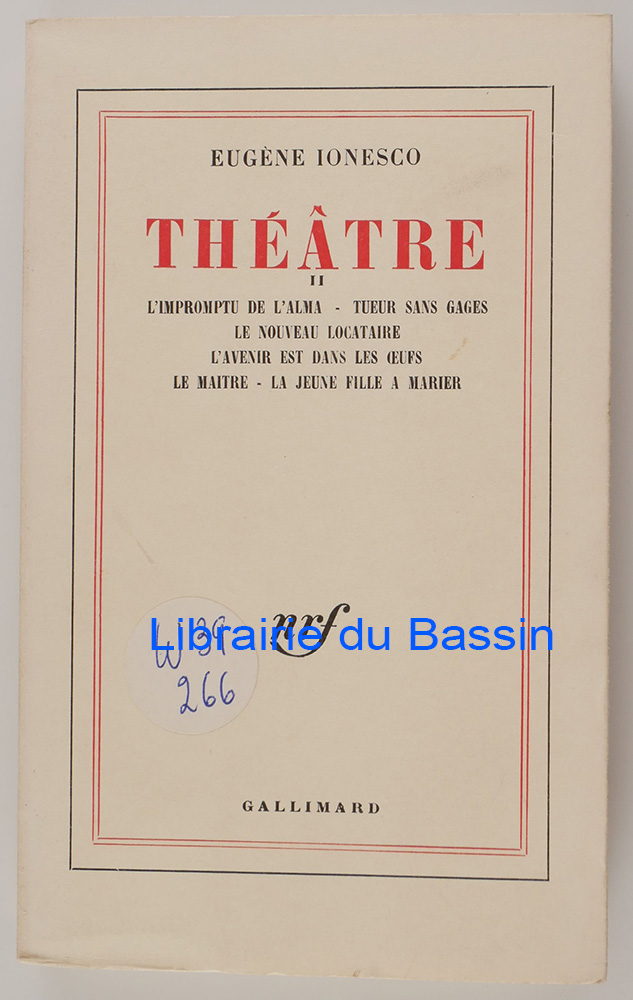 EUGÈNE IONESCO
THÉÂTRE
II
L'IMPROMPTU DE L'ALMA - TUEUR SANS GAGES
LE NOUVEAU LOCATAIRE
L'AVENIR EST DANS LES ŒUFS
LE MAITRE - LA JEUNE FILLE A MARIER
nrf
Librairie du Bassin
W 39
266
GALLIMARD